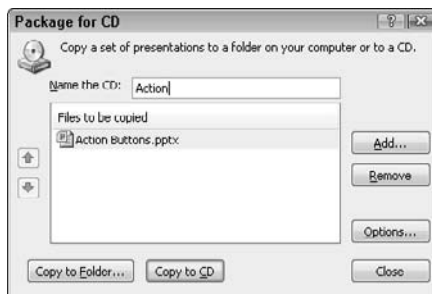 Package for CD
Copy a set of presentations to a folder on your computer or to a CD.
Name the CD: Action
Files to be copied
Action Buttons.pptx
Add...
Remove
Options...
Copy to Folder... Copy to CD Close